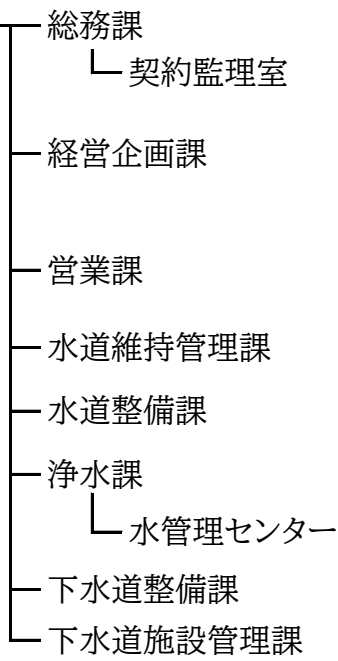 総務課
契約監理室
経営企画課
営業課
水道維持管理課
水道整備課
浄水課
水管理センター
下水道整備課
下水道施設管理課